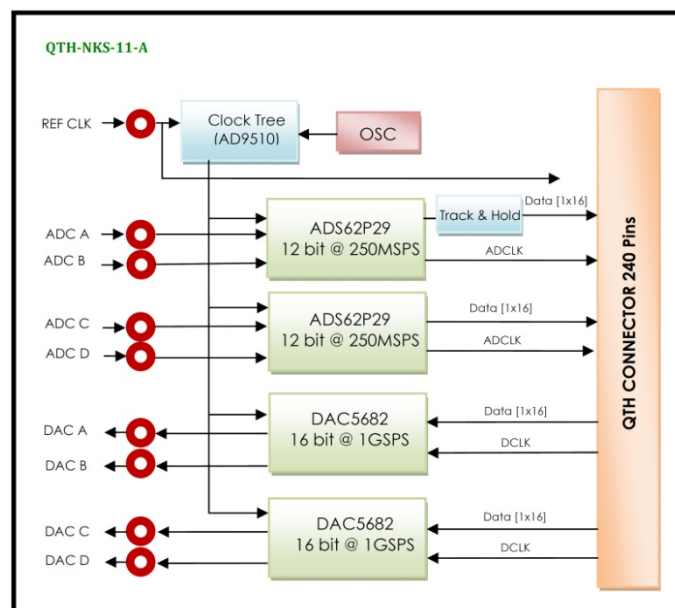 QTH-NKS-11-A
REF CLK
Clock Tree
(AD9510)
OSC
Data [1x16]
Track & Hold
ADS62P29
12 bit @ 250MSPS
ADC A
ADC B
ADCLK
Data [1x16]
ADS62P29
12 bit @ 250MSPS
ADC C
ADC D
ADCLK
QTH CONNECTOR 240 Pins
Data [1x16]
DAC5682
16 bit @ 1GSPS
DAC A
DAC B
DCLK
Data [1x16]
DAC5682
16 bit @ 1GSPS
DAC C
DAC D
DCLK